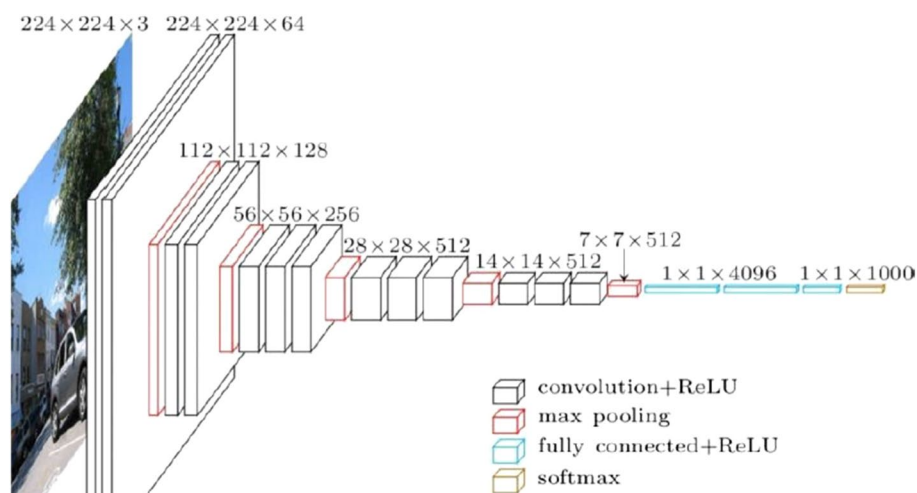 224×224×3
224×224×64
112×112×128
56×56×256
28×28×512
14×14×512
7×7×512
1×1×4096
1×1×1000
convolution+ReLU
max pooling
fully connected+ReLU
softmax